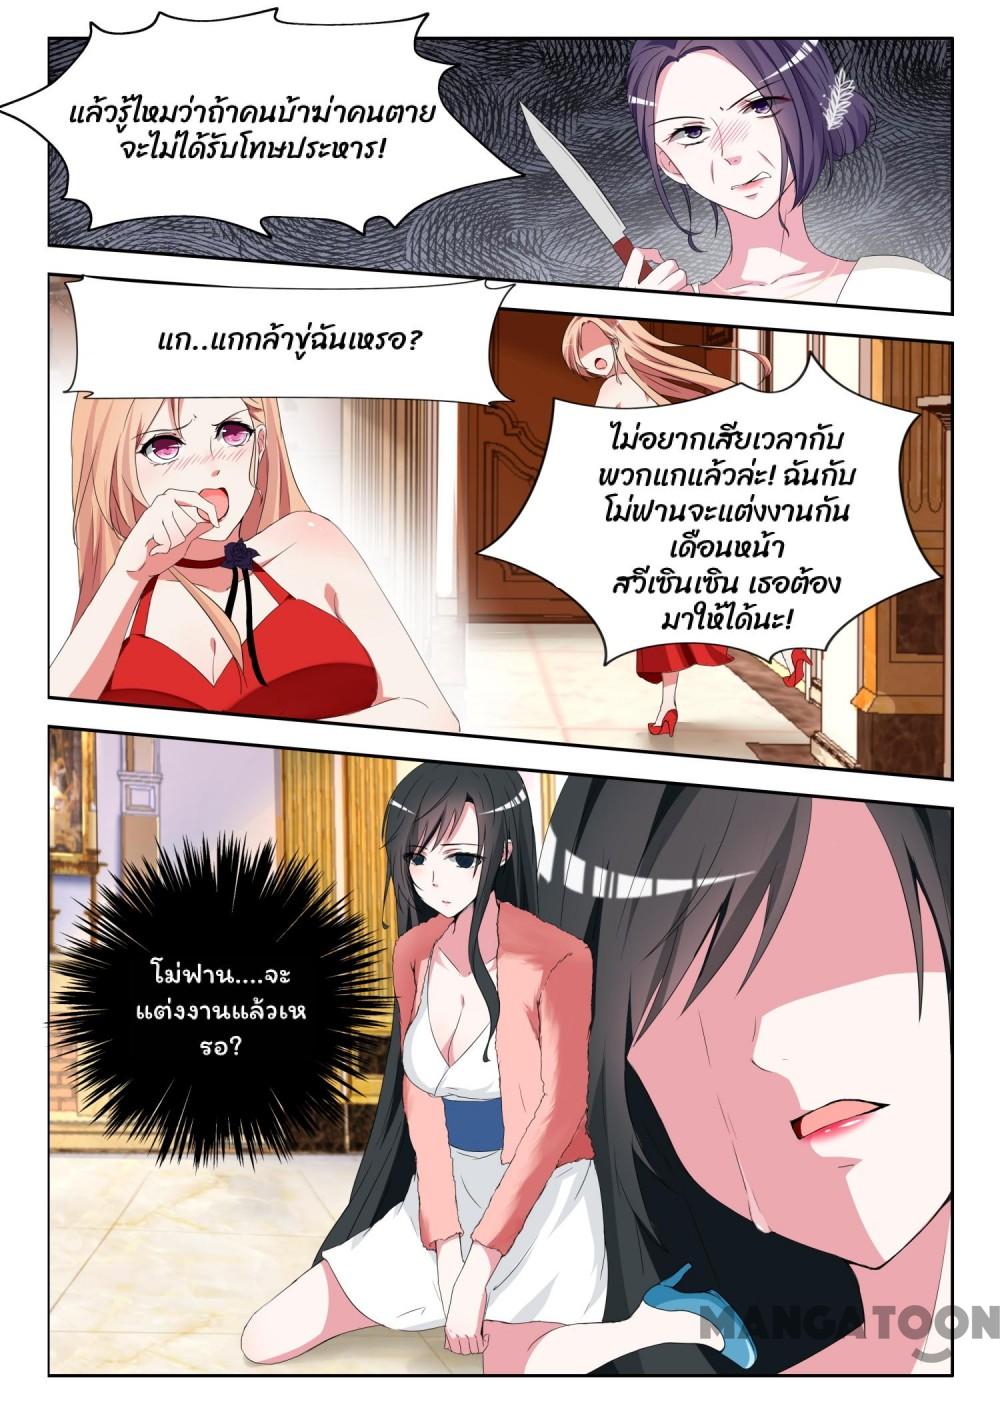 แล้วรู้ไหมว่าถ้าคนบ้าฆ่าคนตาย
จะไม่ได้รับโทษประหาร!
แก..แกกล้าขู่ฉันเหรอ?
ไม่อยากเสียเวลากับ
พวกแกแล้วล่ะ! ฉันกับ
โม่ฟานจะแต่งงานกัน
เดือนหน้า
สวีเซินเซิน เธอต้อง
มาให้ได้นะ!
โม่ฟาน....จะ
แต่งงานแล้วเห
รอ?
MANGATOON